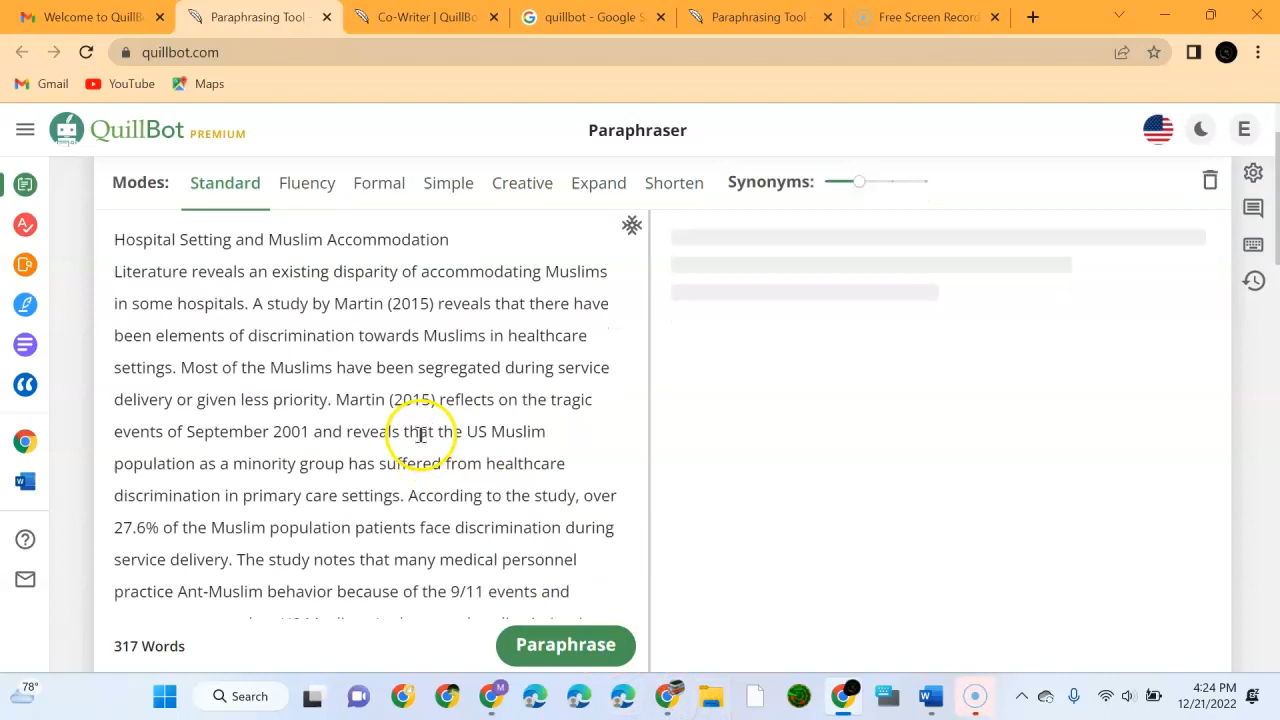 Welcome to QuillB
Paraphrasing Tool -
Co-Writer | QuillB
quillbot - Google S
Paraphrasing Tool -
Free Screen Record
quillbot.com
Gmail
YouTube
Maps
QuillBot PREMIUM
Paraphraser
E
Modes: Standard Fluency Formal Simple Creative Expand Shorten Synonyms:
Hospital Setting and Muslim Accommodation
Literature reveals an existing disparity of accommodating Muslims
in some hospitals. A study by Martin (2015) reveals that there have
been elements of discrimination towards Muslims in healthcare
settings. Most of the Muslims have been segregated during service
delivery or given less priority. Martin (2015) reflects on the tragic
events of September 2001 and reveals that the US Muslim
population as a minority group has suffered from healthcare
discrimination in primary care settings. According to the study, over
27.6% of the Muslim population patients face discrimination during
service delivery. The study notes that many medical personnel
practice Ant-Muslim behavior because of the 9/11 events and
317 Words
Paraphrase
78°
Search
4:24 PM
12/21/2022